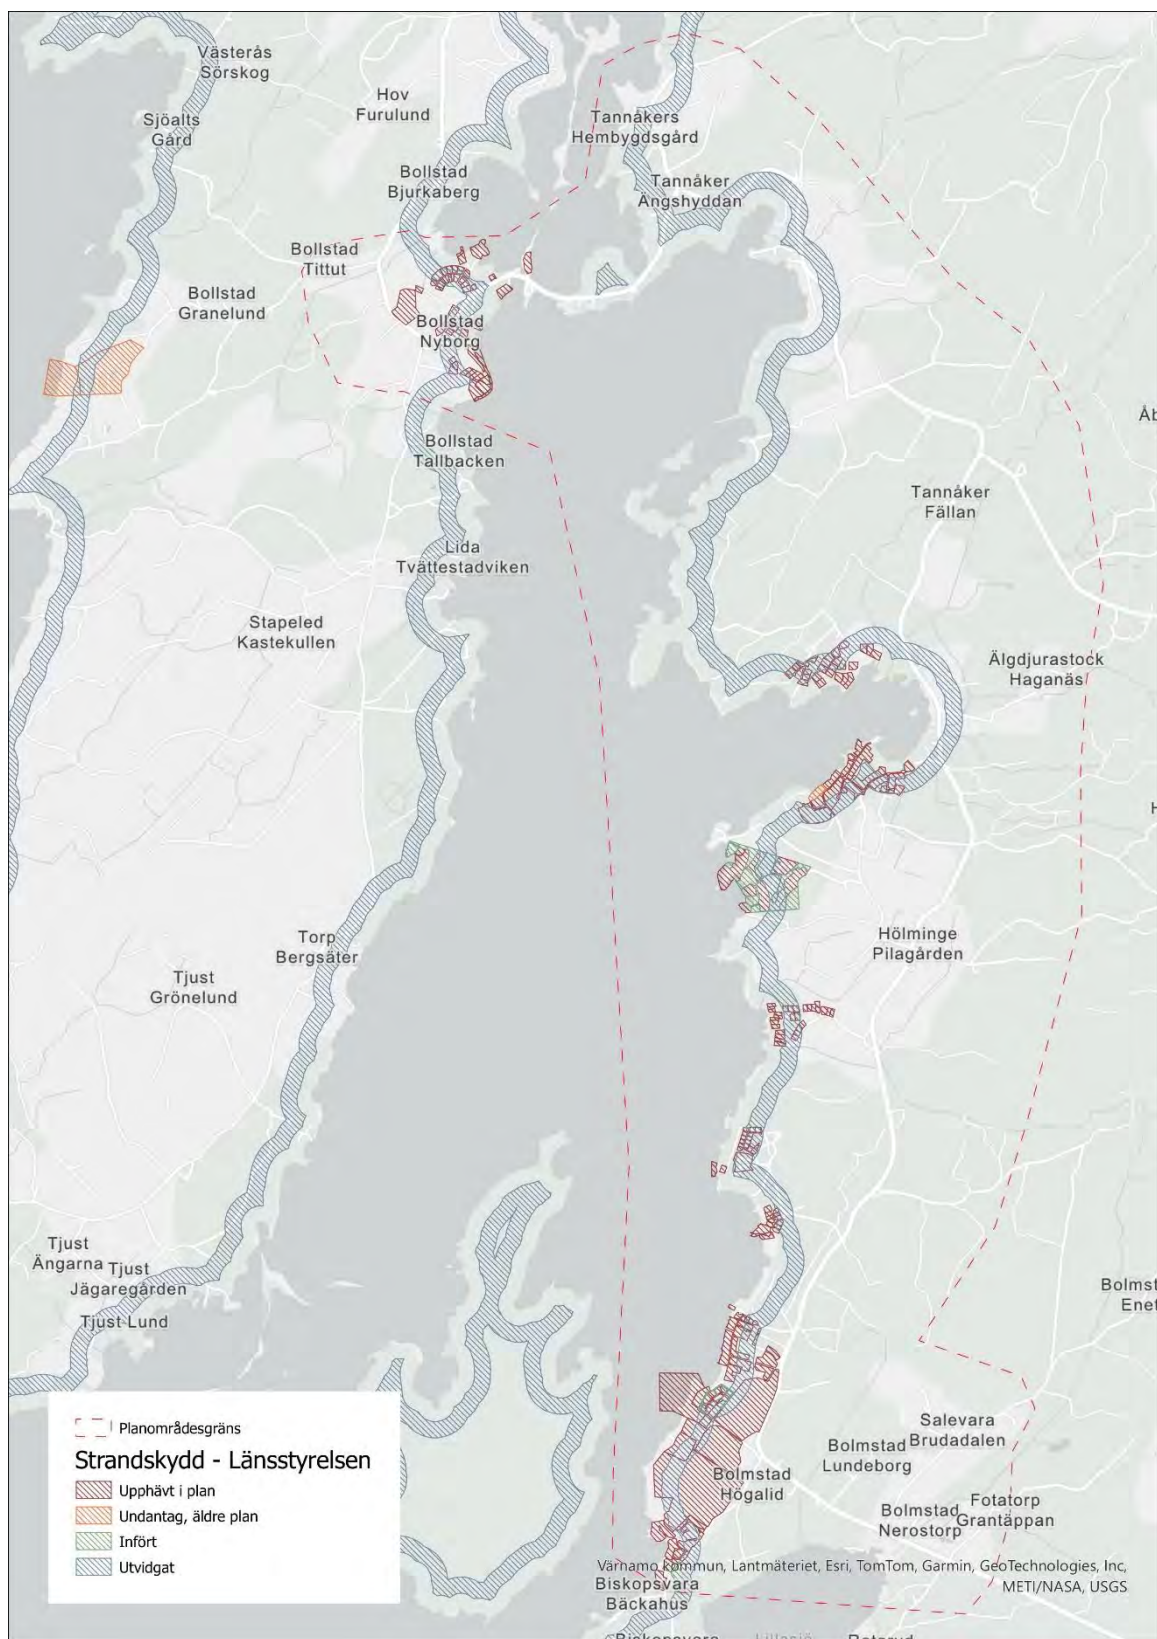 Västerås
Sörskog
Hov
Furulund
Sjöalts
Gård
Tannåkers
Hembygdsgård
Bollstad
Bjurkaberg
Tannåker
Ängshyddan
Bollstad
Tittut
Bollstad
Granelund
Bollstad
Nyborg
Bollstad
Tallbacken
Tannåker
Fällan
Lida
Tvättestadviken
Stapeled
Kastekullen
Älgdjurastock
Haganäs
Hölminge
Pilagården
Torp
Bergsäter
Tjust
Grönelund
Tjust
Ängarna
Tjust
Jägaregården
Tjust Lund
Bolmst
Enet
Salevara
Brudadalen
Bolmstad
Lundeborg
Bolmstad
Högalid
Fotatorp
Grantäppan
Bolmstad
Nerostorp
Planområdesgräns
Strandskydd - Länsstyrelsen
Upphävt i plan
Undantag, äldre plan
Infört
Utvidgat
Värnamo kommun, Lantmäteriet, Esri, TomTom, Garmin, GeoTechnologies, Inc,
METI/NASA, USGS
Biskopsvara
Bäckahus
Biskopsvara